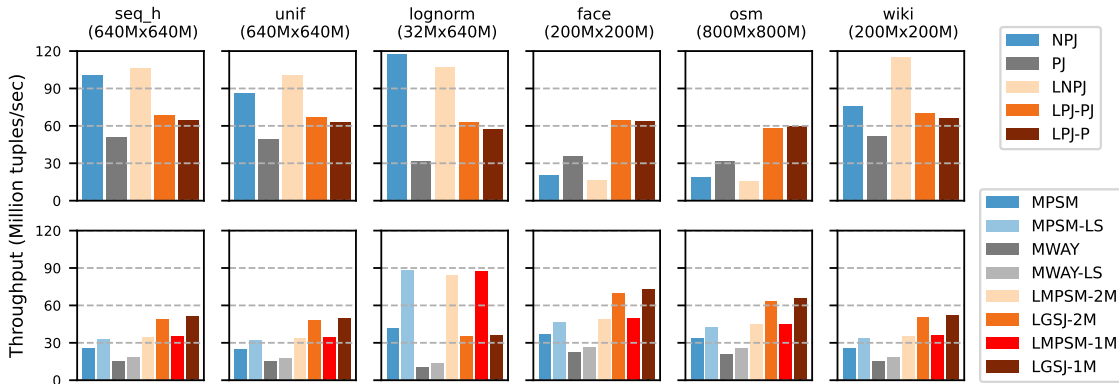 seq_h
(640Mx640M)
unif
(640Mx640M)
lognorm
(32Mx640M)
face
(200Mx200M)
osm
(800Mx800M)
wiki
(200Mx200M)
Throughput (Million tuples/sec)
120
90
60
30
0
NPJ
PJ
LNPJ
LPJ-PJ
LPJ-P
120
90
60
30
0
MPSM
MPSM-LS
MWAY
MWAY-LS
LMPSM-2M
LGSJ-2M
LMPSM-1M
LGSJ-1M